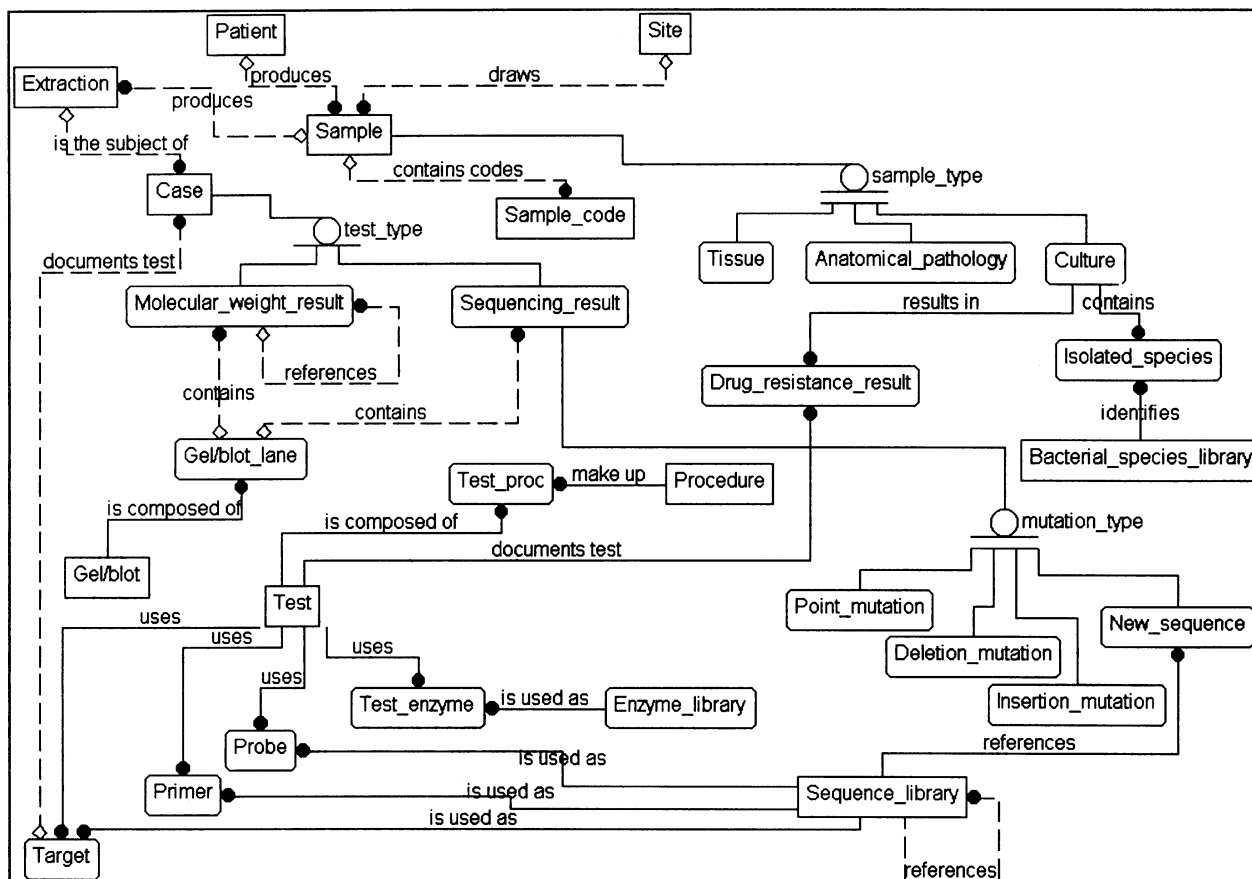 Patient
Site
produces
draws
Extraction
produces
Sample
is the subject of
contains codes
sample_type
Case
Sample_code
test_type
Tissue
Anatomical_pathology
Culture
documents test
Molecular_weight_result
Sequencing_result
results in
contains
references
Drug_resistance_result
Isolated_species
contains
contains
identifies
Gel/blot_lane
Bacterial_species_library
Test_proc
make up
Procedure
is composed of
is composed of
mutation_type
documents test
Gel/blot
Test
Point_mutation
New_sequence
uses
uses
uses
uses
Deletion_mutation
Test_enzyme
is used as
Enzyme_library
Insertion_mutation
Probe
references
is used as
Primer
is used as
Sequence_library
is used as
Target
references